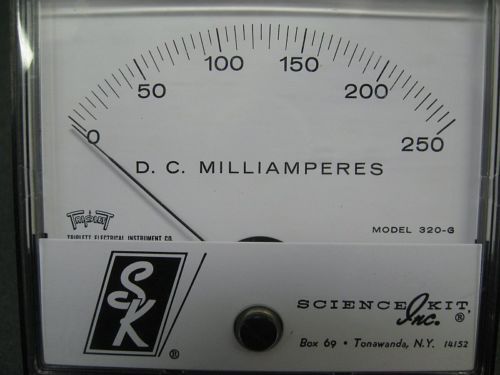 0 50 100 150 200 250
D. C. MILLIAMPERES
TRIPLETT
TRIPLETT ELECTRICAL INSTRUMENT CO.
MODEL 320-G
SK ®
SCIENCE KIT,
Inc. ®
Box 69 • Tonawanda, N.Y. 14152